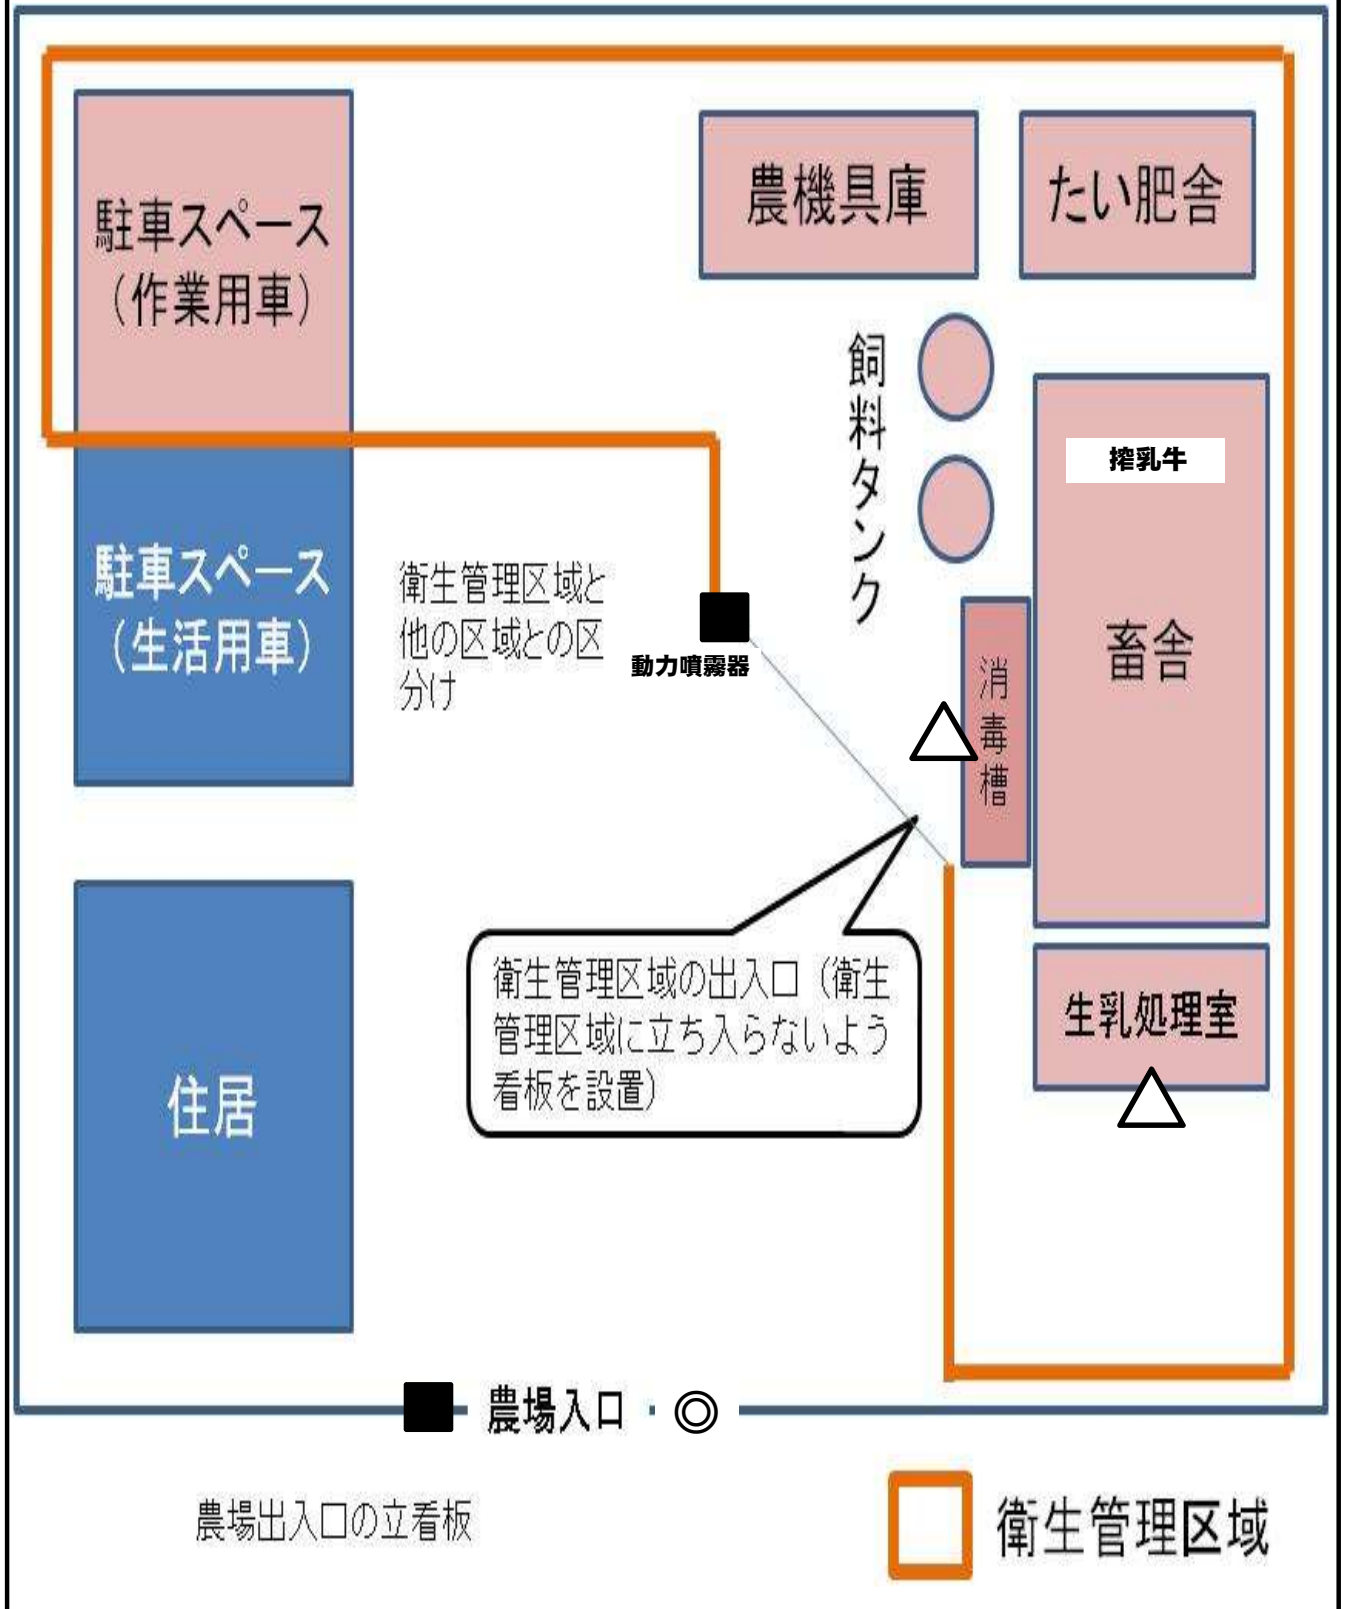 駐車スペース
（作業用車）
農機具庫
たい肥舎
飼料タンク
搾乳牛
駐車スペース
（生活用車）
衛生管理区域と
他の区域との区
分け
動力噴霧器
消毒槽
畜舎
衛生管理区域の出入口（衛生
管理区域に立ち入らないよう
看板を設置）
生乳処理室
住居
農場入口
農場出入口の立看板
衛生管理区域